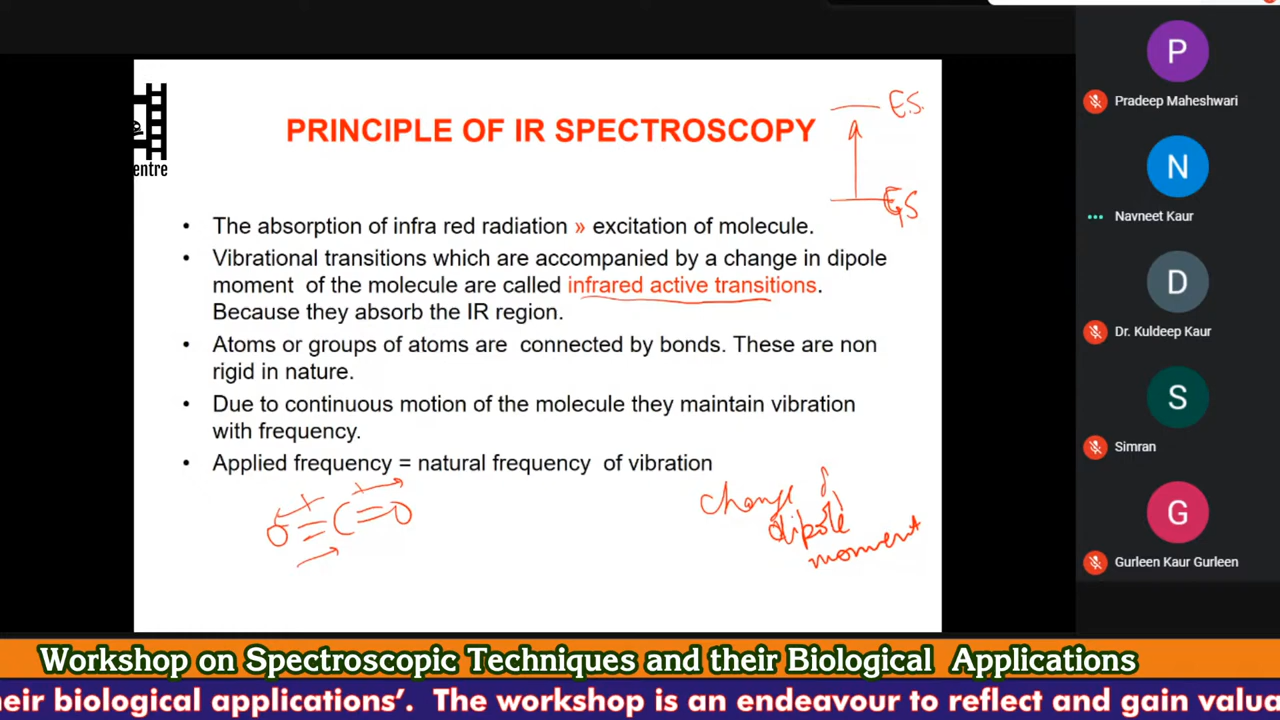 PRINCIPLE OF IR SPECTROSCOPY
E.S.
G.S
entre
• The absorption of infra red radiation » excitation of molecule.
• Vibrational transitions which are accompanied by a change in dipole
moment of the molecule are called infrared active transitions.
Because they absorb the IR region.
• Atoms or groups of atoms are connected by bonds. These are non
rigid in nature.
• Due to continuous motion of the molecule they maintain vibration
with frequency.
• Applied frequency = natural frequency of vibration
O=C=O
change
dipole
moment
P
Pradeep Maheshwari
N
Navneet Kaur
D
Dr. Kuldeep Kaur
S
Simran
G
Gurleen Kaur Gurleen
Workshop on Spectroscopic Techniques and their Biological Applications
heir biological applications’. The workshop is an endeavour to reflect and gain valua